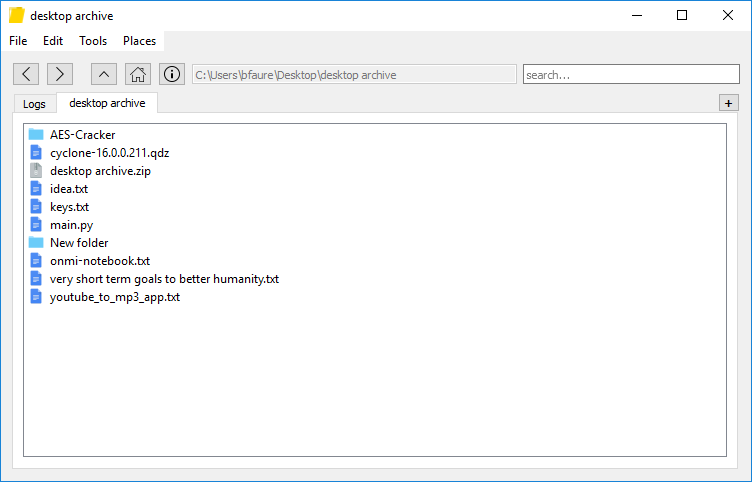 desktop archive
File Edit Tools Places
C:\Users\bfaure\Desktop\desktop archive search...
Logs desktop archive +
AES-Cracker
cyclone-16.0.0.211.qdz
desktop archive.zip
idea.txt
keys.txt
main.py
New folder
onmi-notebook.txt
very short term goals to better humanity.txt
youtube_to_mp3_app.txt